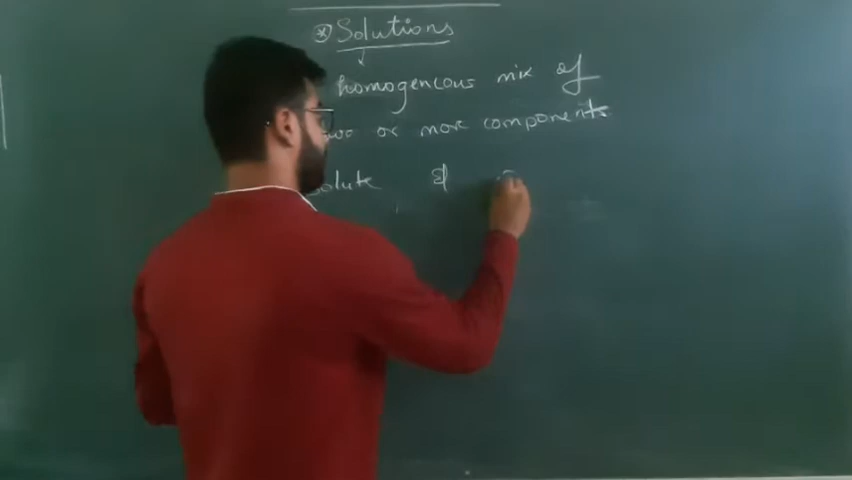 * Solutions
homogeneous mix of
two or more components
Solute &